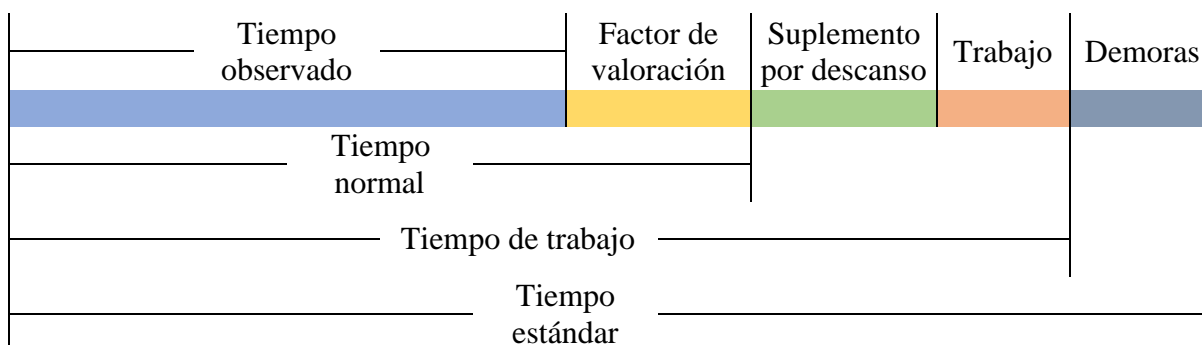 Tiempo
observado
Factor de
valoración
Suplemento
por descanso
Trabajo
Demoras
Tiempo
normal
Tiempo de trabajo
Tiempo
estándar